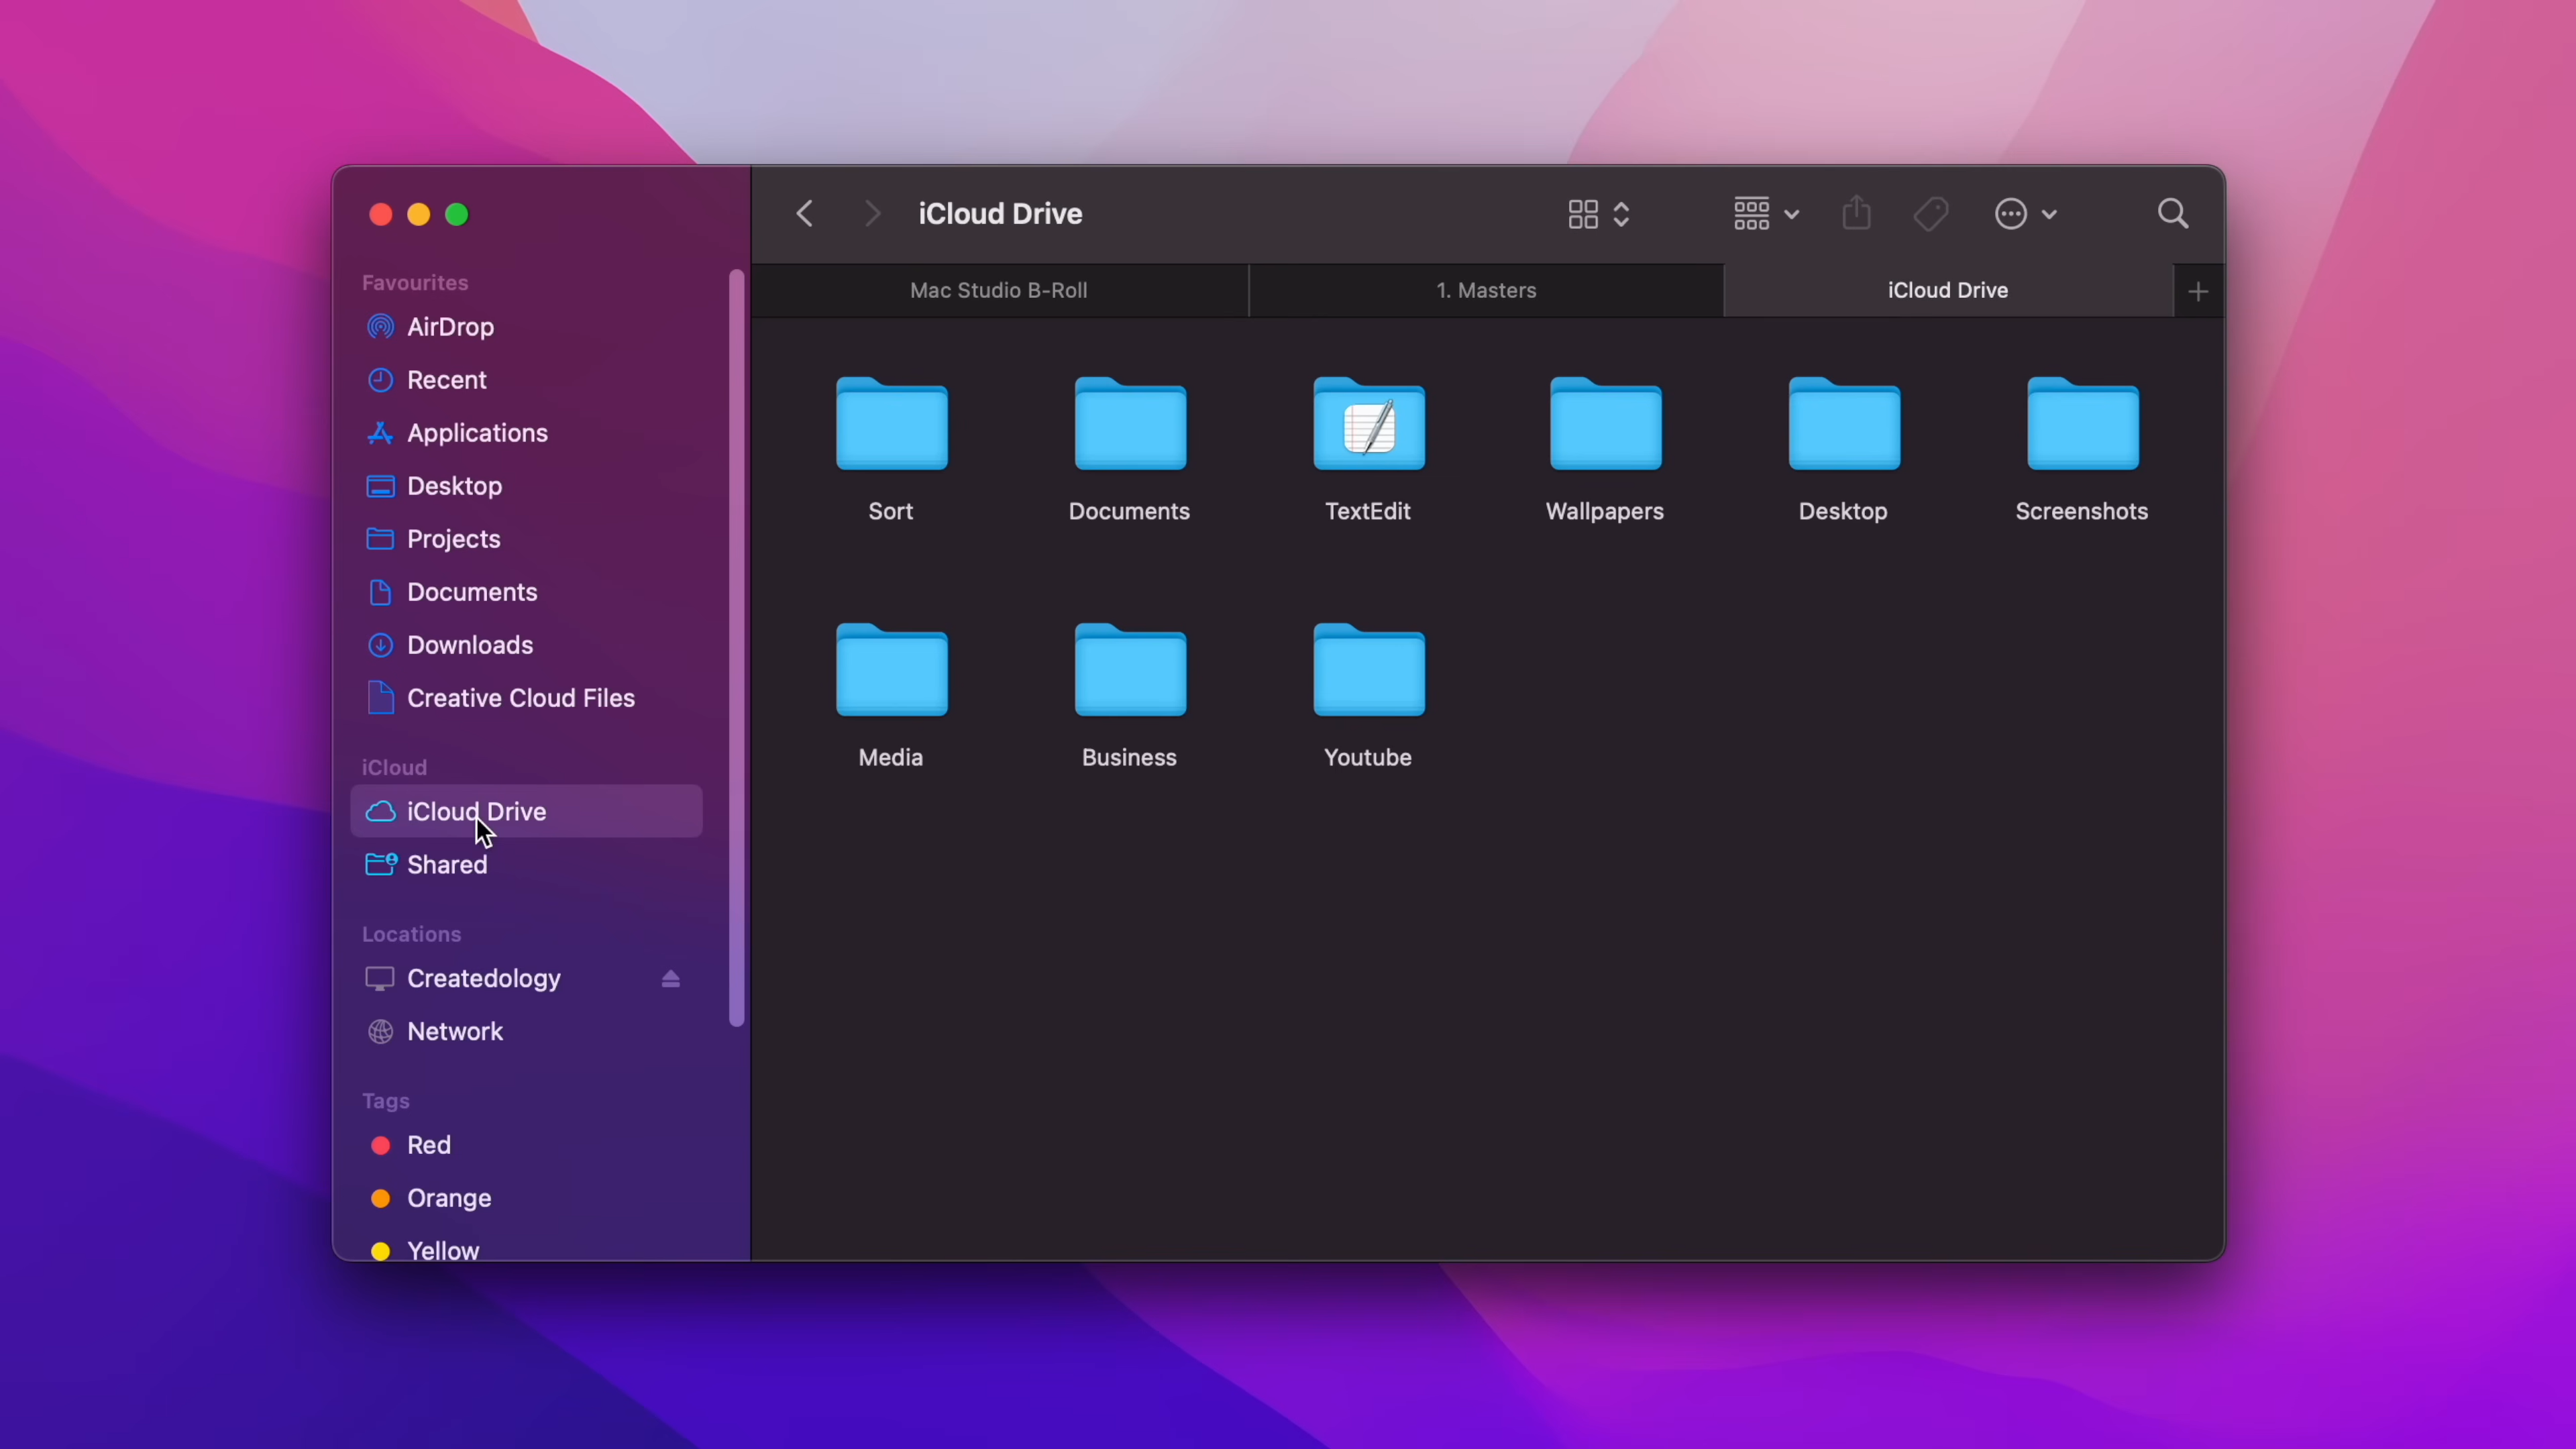 iCloud Drive
Mac Studio B-Roll
1. Masters
iCloud Drive
Favourites
AirDrop
Recent
Applications
Desktop
Projects
Documents
Downloads
Creative Cloud Files
iCloud
iCloud Drive
Shared
Locations
Createdology
Network
Tags
Red
Orange
Yellow
Sort
Documents
TextEdit
Wallpapers
Desktop
Screenshots
Media
Business
Youtube